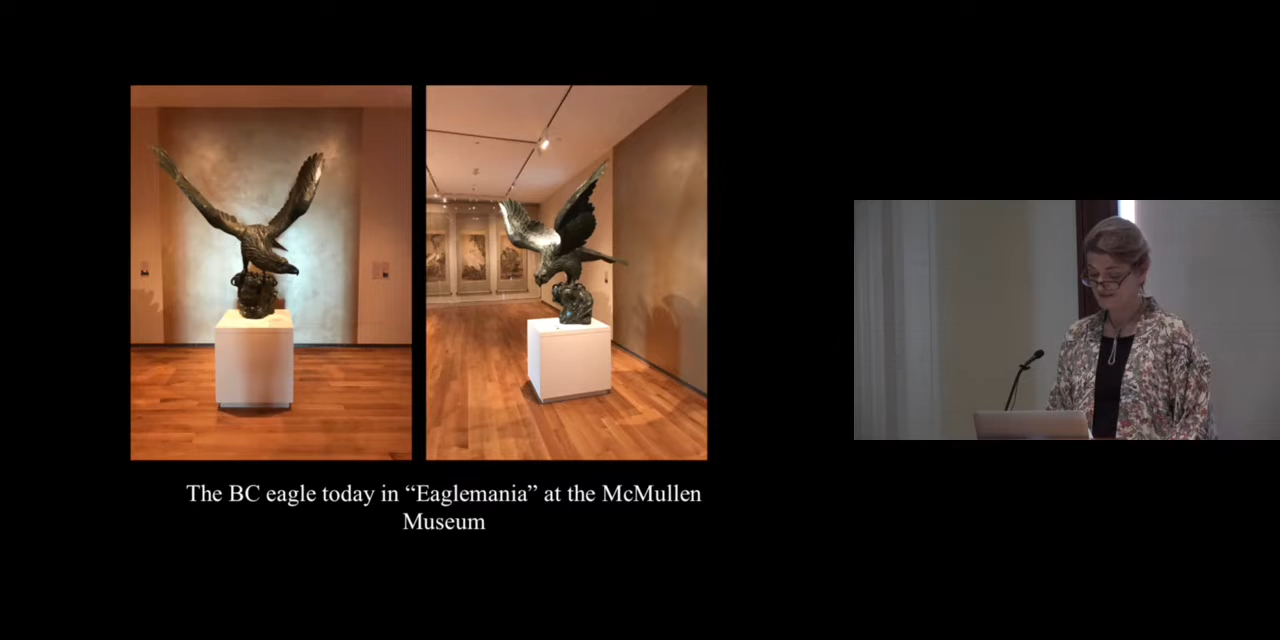 The BC eagle today in “Eaglemania” at the McMullen
Museum